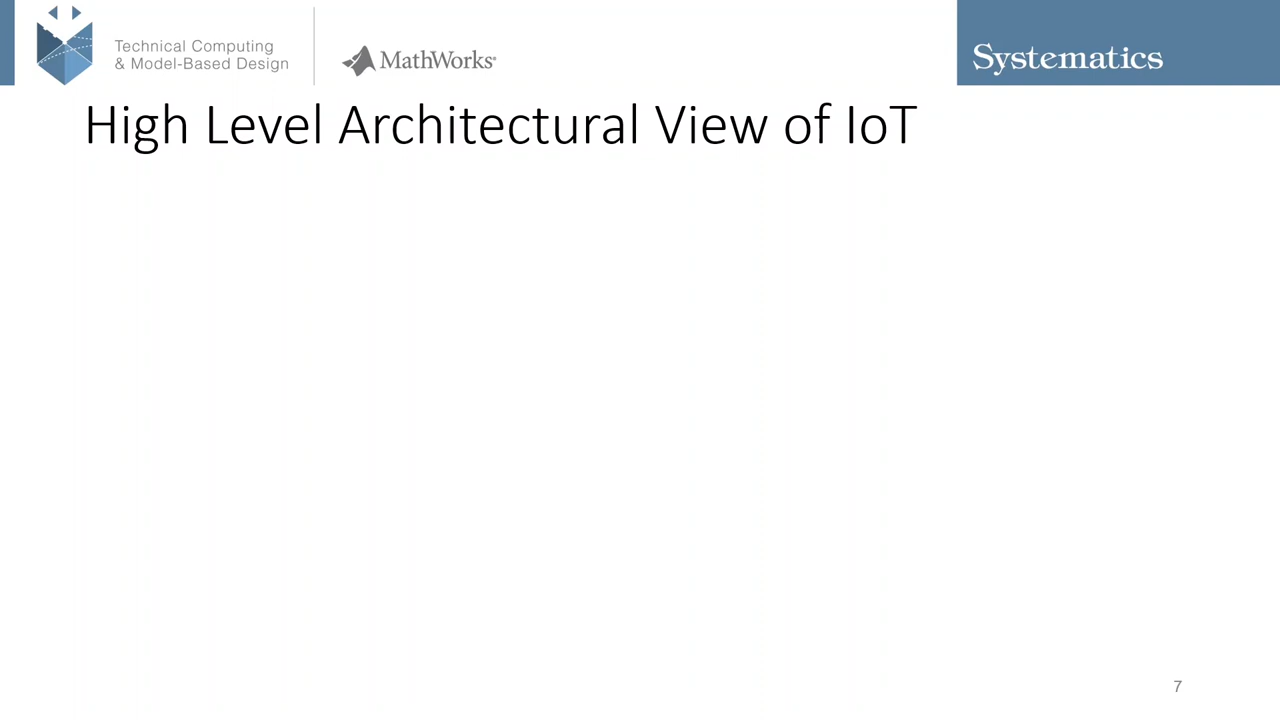 Technical Computing
& Model-Based Design
MathWorks®
Systematics
High Level Architectural View of IoT
7